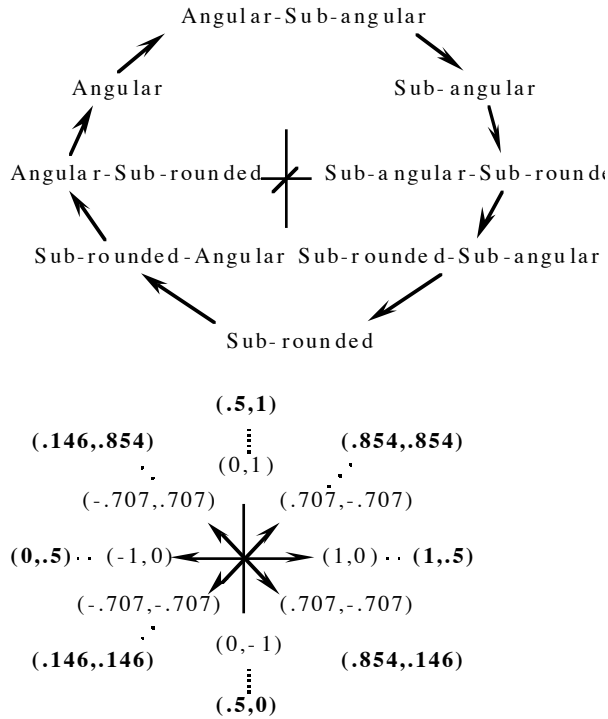 Angular-Sub-angular
Angular Sub-angular
Angular-Sub-rounded Sub-angular-Sub-rounde
Sub-rounded-Angular Sub-rounded-Sub-angular
Sub-rounded
(.5,1)
(.146,.854) (.854,.854)
(0,1)
(-.707,.707) (.707,-.707)
(0,.5) (-1,0) (1,0) (1,.5)
(-.707,-.707) (.707,-.707)
(0,-1)
(.146,.146) (.854,.146)
(.5,0)